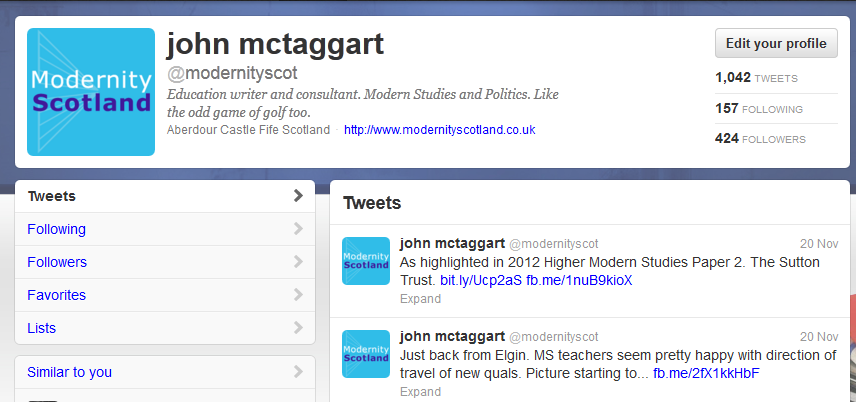 Modernity
Scotland
john mctaggart
@modernityscot
Education writer and consultant. Modern Studies and Politics. Like
the odd game of golf too.
Aberdour Castle Fife Scotland · http://www.modernityscotland.co.uk
Edit your profile
1,042 TWEETS
157 FOLLOWING
424 FOLLOWERS
Tweets
Following
Followers
Favorites
Lists
Similar to you
Tweets
Modernity
Scotland
john mctaggart @modernityscot 20 Nov
As highlighted in 2012 Higher Modern Studies Paper 2. The Sutton
Trust. bit.ly/Ucp2aS fb.me/1nuB9kioX
Expand
Modernity
Scotland
john mctaggart @modernityscot 20 Nov
Just back from Elgin. MS teachers seem pretty happy with direction of
travel of new quals. Picture starting to... fb.me/2fX1kkHbF
Expand